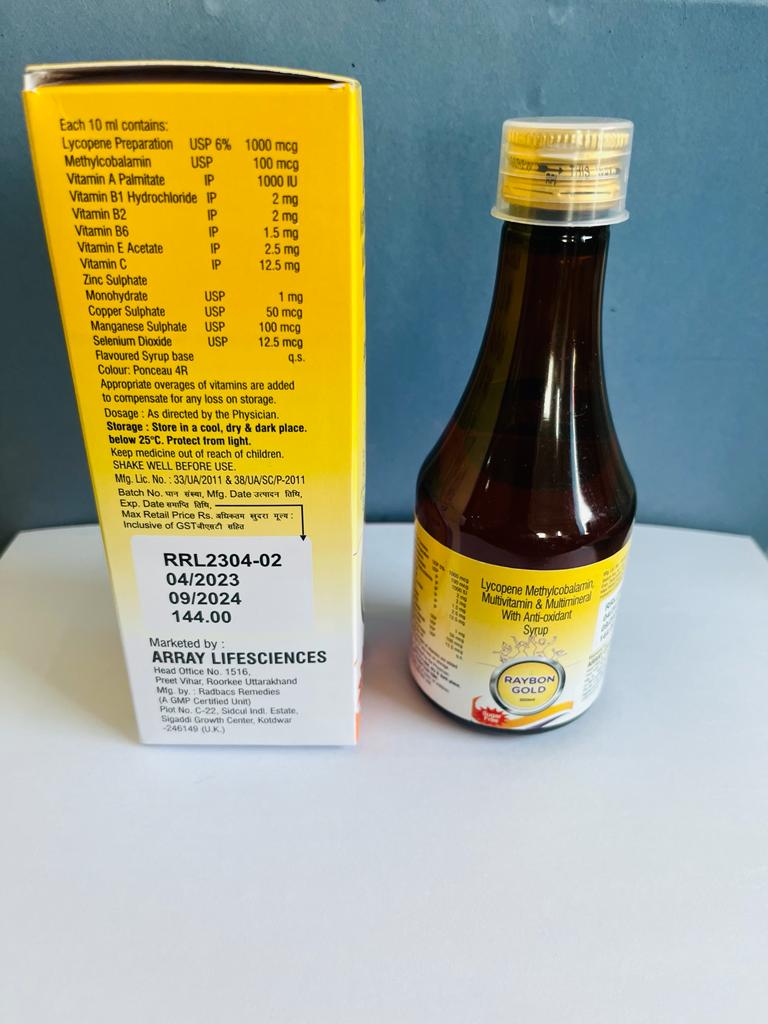 Each 10 ml contains:
Lycopene Preparation USP 6% 1000 mcg
Methylcobalamin USP 100 mcg
Vitamin A Palmitate IP 1000 IU
Vitamin B1 Hydrochloride IP 2 mg
Vitamin B2 IP 2 mg
Vitamin B6 IP 1.5 mg
Vitamin E Acetate IP 2.5 mg
Vitamin C IP 12.5 mg
Zinc Sulphate
Monohydrate USP 1 mg
Copper Sulphate USP 50 mcg
Manganese Sulphate USP 100 mcg
Selenium Dioxide USP 12.5 mcg
Flavoured Syrup base q.s.
Colour: Ponceau 4R
Appropriate overages of vitamins are added
to compensate for any loss on storage.
Dosage : As directed by the Physician.
Storage : Store in a cool, dry & dark place.
below 25°C. Protect from light.
Keep medicine out of reach of children.
SHAKE WELL BEFORE USE.
Mfg. Lic. No. : 33/UA/2011 & 38/UA/SC/P-2011
Batch No. घान संख्या, Mfg. Date उत्पादन तिथि,
Exp. Date समाप्ति तिथि,
Max Retail Price Rs. अधिकतम खुदरा मूल्य :
Inclusive of GST जीएसटी सहित
RRL2304-02
04/2023
09/2024
144.00
Marketed by :
ARRAY LIFESCIENCES
Head Office No. 1516,
Preet Vihar, Roorkee Uttarakhand
Mfg. by. : Radbacs Remedies
(A GMP Certified Unit)
Plot No. C-22, Sidcul Indl. Estate,
Sigaddi Growth Center, Kotdwar
-246149 (U.K.)
Lycopene Methylcobalamin,
Multivitamin & Multimineral
With Anti-oxidant
Syrup
RAYBON
GOLD
Sugar
Free